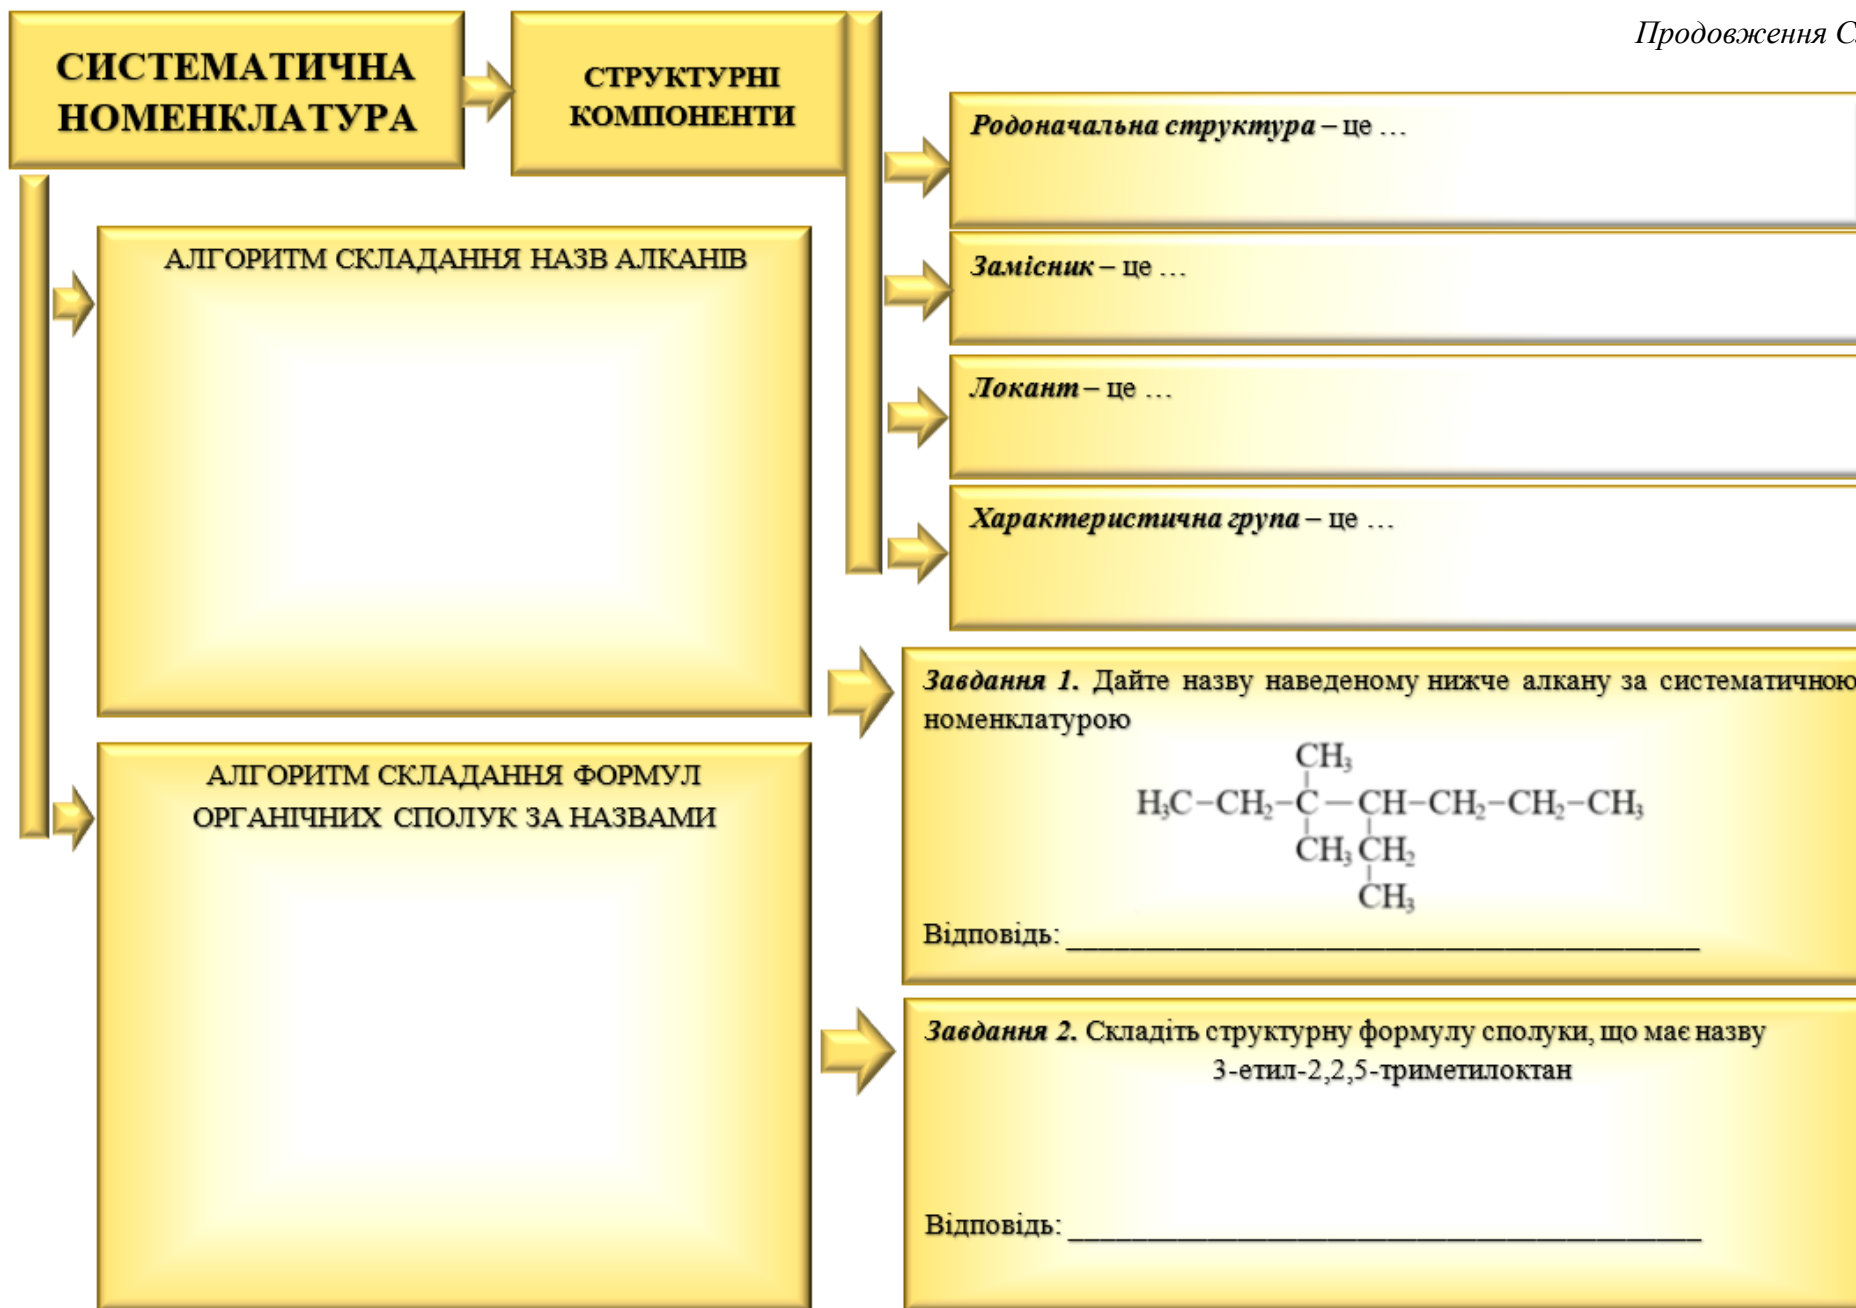 Продовження С
СИСТЕМАТИЧНА
НОМЕНКЛАТУРА
СТРУКТУРНІ
КОМПОНЕНТИ
Родоначальна структура – це …
Замісник – це …
Локант – це …
Характеристична група – це …
АЛГОРИТМ СКЛАДАННЯ НАЗВ АЛКАНІВ
АЛГОРИТМ СКЛАДАННЯ ФОРМУЛ
ОРГАНІЧНИХ СПОЛУК ЗА НАЗВАМИ
Завдання 1. Дайте назву наведеному нижче алкану за систематичною
номенклатурою
CH₃
H₃C–CH₂–C–CH–CH₂–CH₂–CH₃
CH₃ CH₂
CH₃
Відповідь: ____________________________________________
Завдання 2. Складіть структурну формулу сполуки, що має назву
3-етил-2,2,5-триметилоктан
Відповідь: ____________________________________________